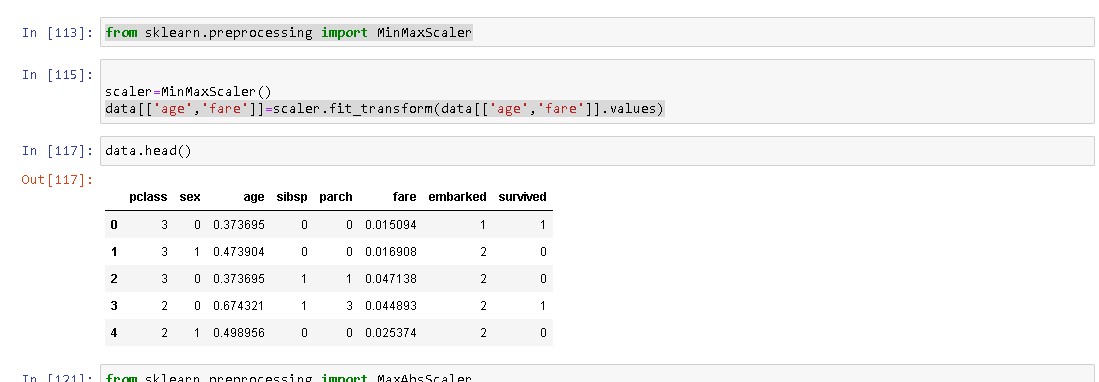 In [113]: from sklearn.preprocessing import MinMaxScaler
In [115]:
scaler=MinMaxScaler()
data[['age','fare']]=scaler.fit_transform(data[['age','fare']].values)
In [117]: data.head()
Out[117]:
pclass sex age sibsp parch fare embarked survived
0 3 0 0.373695 0 0 0.015094 1 1
1 3 1 0.473904 0 0 0.016908 2 0
2 3 0 0.373695 1 1 0.047138 2 0
3 2 0 0.674321 1 3 0.044893 2 1
4 2 1 0.498956 0 0 0.025374 2 0
In [121]: from sklearn.preprocessing import MaxAbsScaler